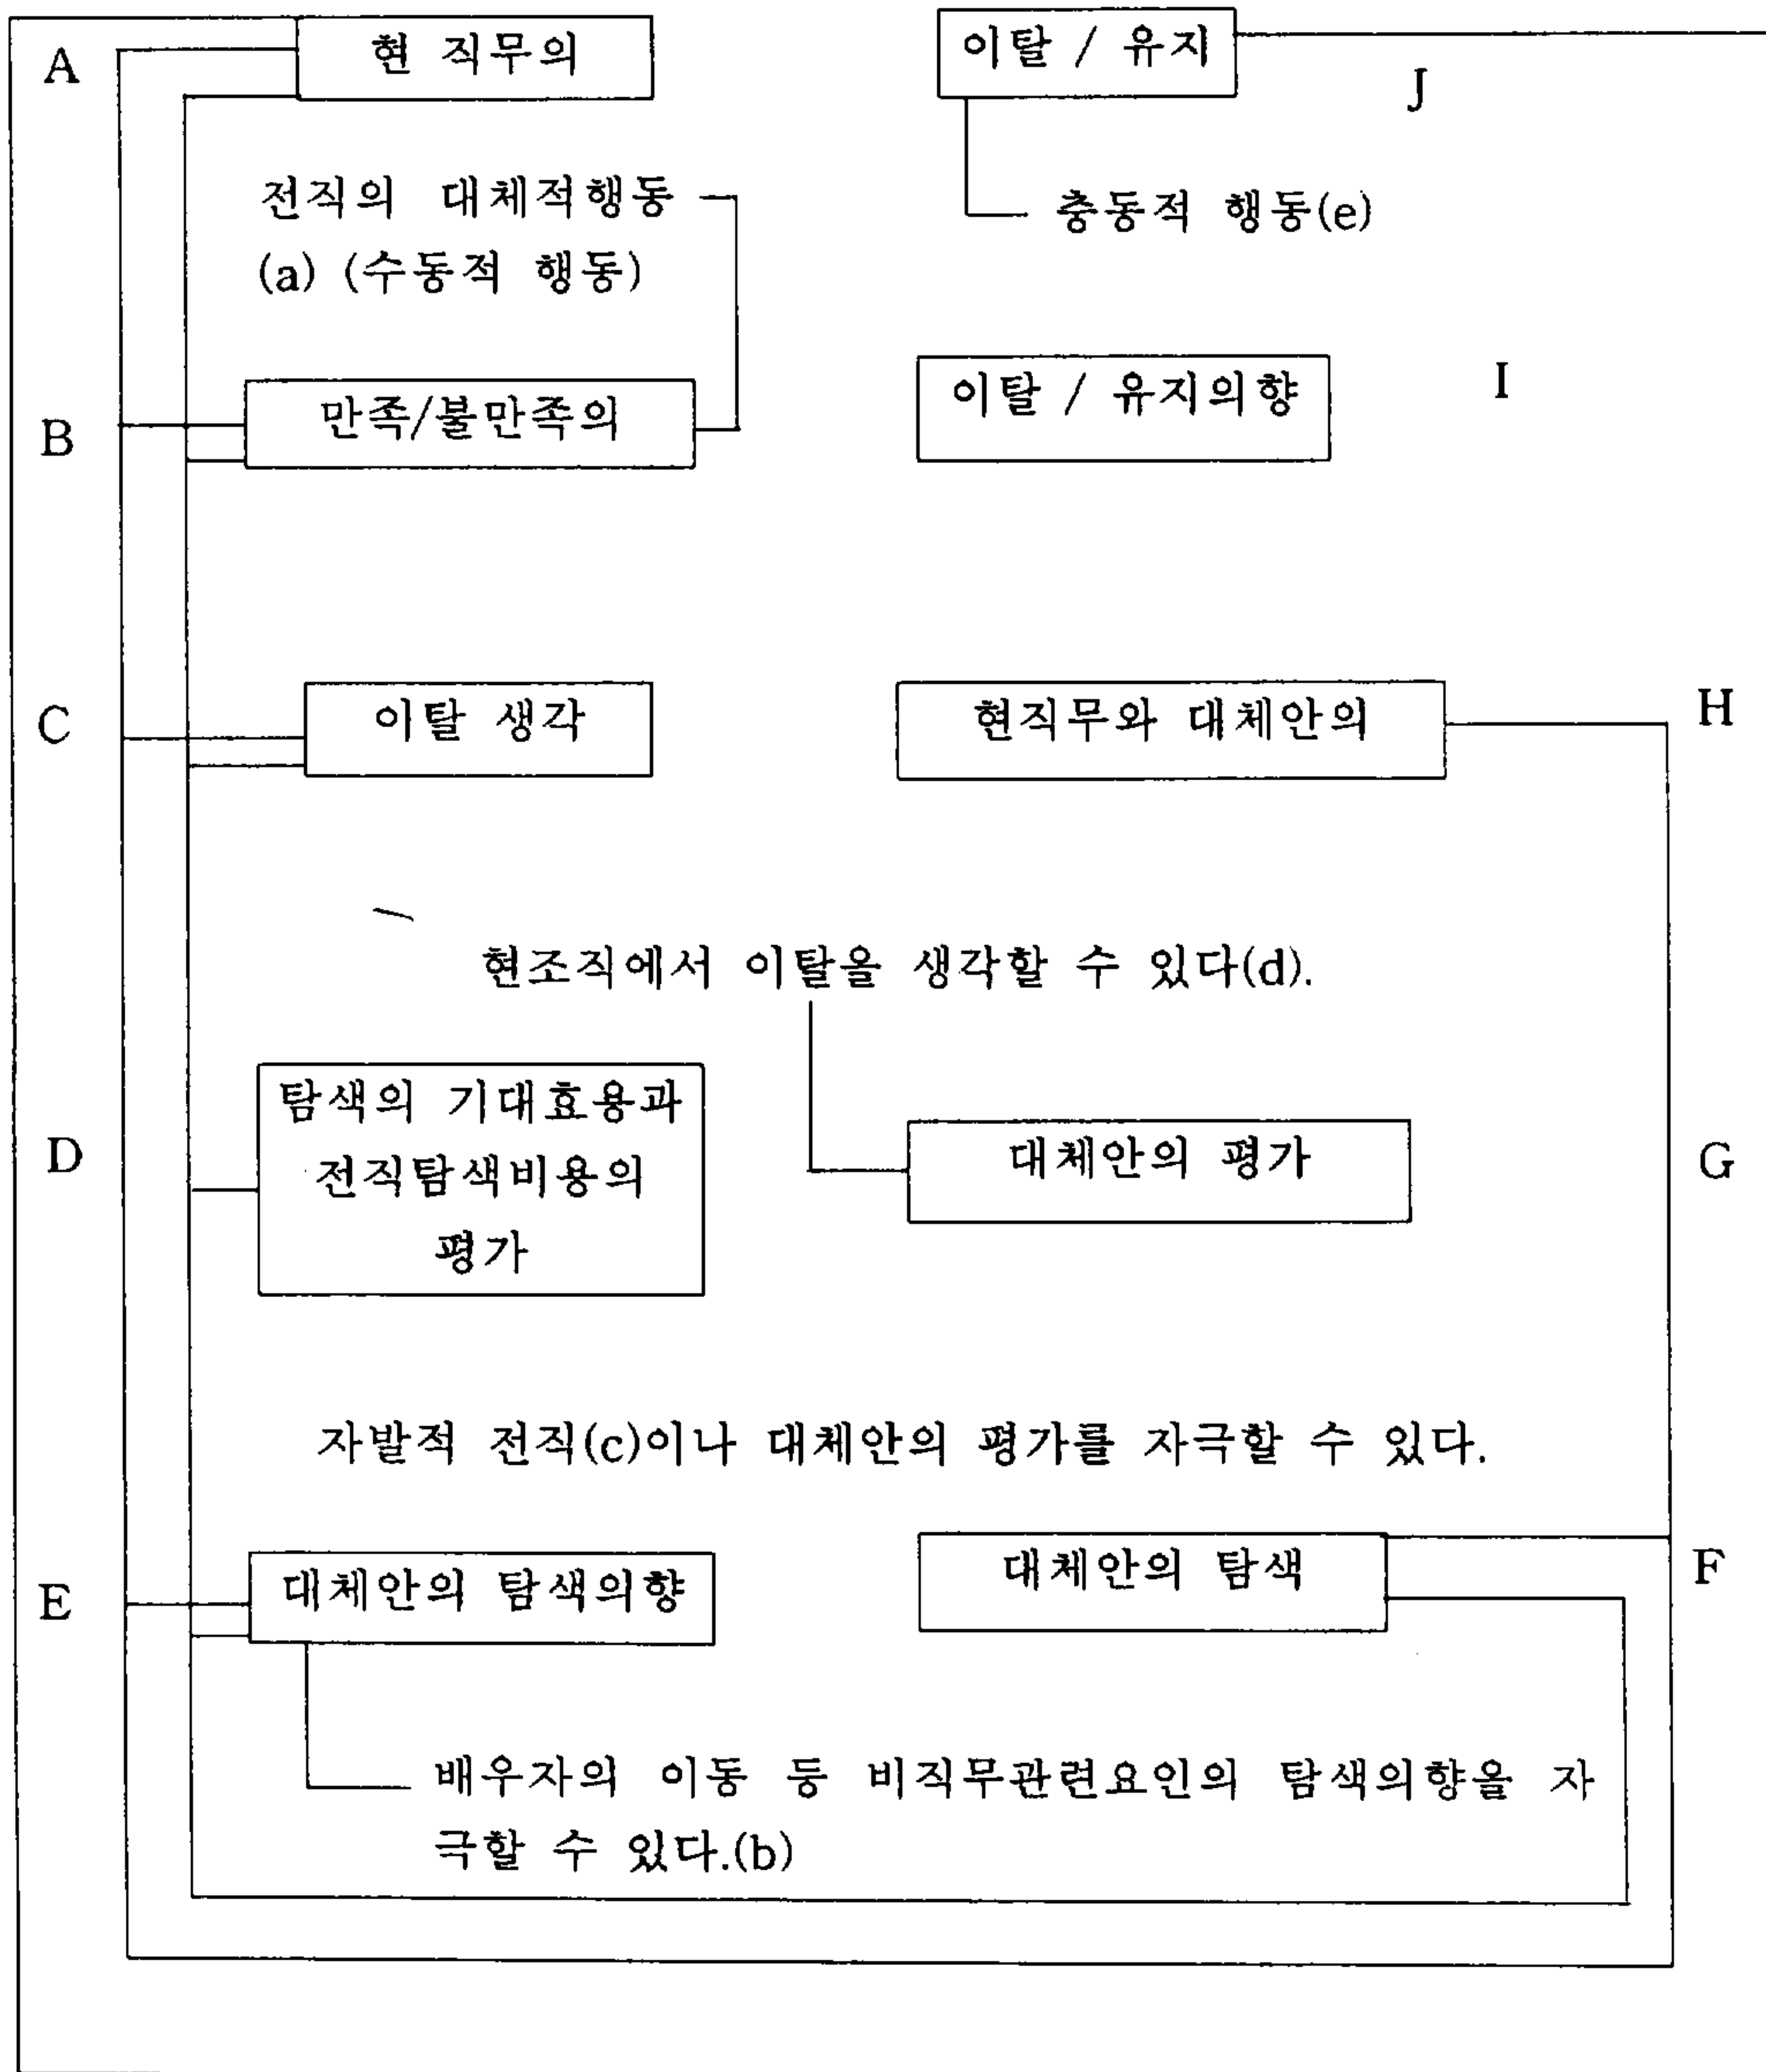 A
현 직무의
이탈 / 유지
J
전직의 대체적행동
(a) (수동적 행동)
충동적 행동(e)
B
만족/불만족의
이탈 / 유지의향
I
C
이탈 생각
현직무와 대체안의
H
현조직에서 이탈을 생각할 수 있다(d).
D
탐색의 기대효용과
전직탐색비용의
평가
대체안의 평가
G
자발적 전직(c)이나 대체안의 평가를 자극할 수 있다.
E
대체안의 탐색의향
대체안의 탐색
F
배우자의 이동 등 비직무관련요인의 탐색의향을 자
극할 수 있다.(b)